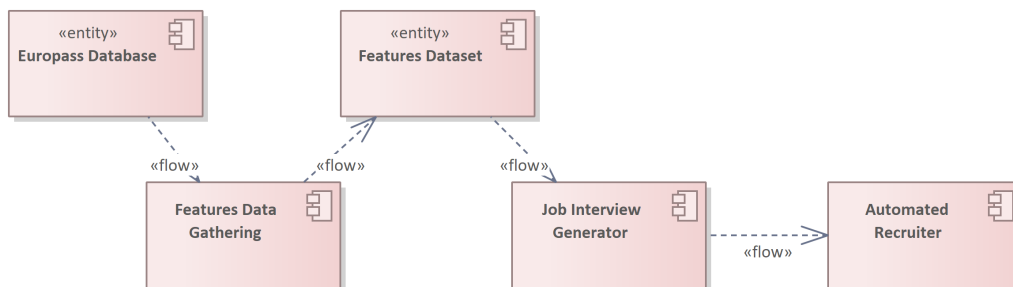 «entity»
Europass Database
«entity»
Features Dataset
«flow»
«flow»
«flow»
Features Data
Gathering
Job Interview
Generator
Automated
Recruiter
«flow»